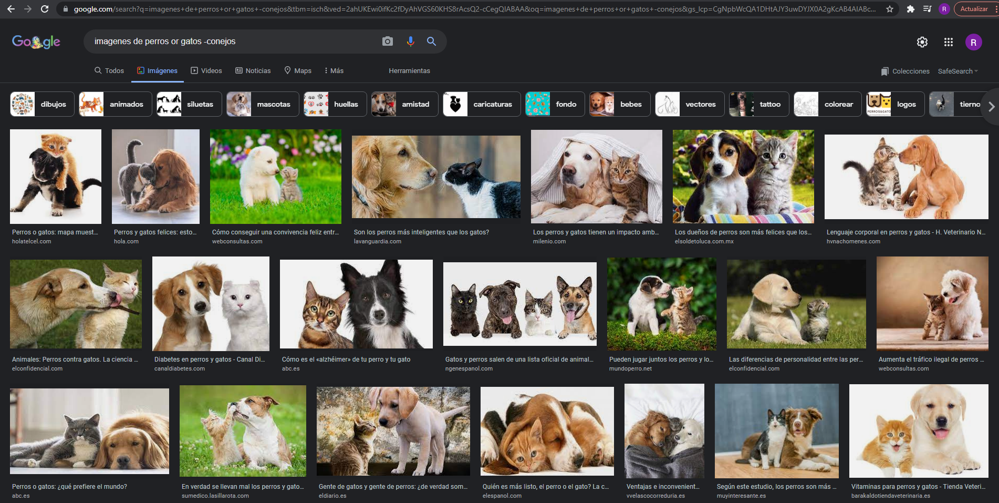 google.com/search?q=imagenes+de+perros+or+gatos+-conejos&tbm=isch&ved=2ahUKEwi0ifKc2fDyAhVGS60KHS8rAcsQ2-cCegQIABAA&oq=imagenes+de+perros+or+gatos+-conejos&gs_lcp=CgNpbWcQA1DHtAJY3uwDYJX0A2gKcAB4AIABc...
R
Actualizar
Google
imagenes de perros or gatos -conejos
R
Todos
Imágenes
Videos
Noticias
Maps
Más
Herramientas
Colecciones
SafeSearch
dibujos
animados
siluetas
mascotas
huellas
amistad
caricaturas
fondo
bebes
vectores
tattoo
colorear
PERROS&GATO
logos
tierno
Perros o gatos: mapa muest...
holatelcel.com
Perros y gatos felices: esto...
hola.com
Cómo conseguir una convivencia feliz entr...
webconsultas.com
Son los perros más inteligentes que los gatos?
lavanguardia.com
Los perros y gatos tienen un impacto amb...
milenio.com
Los dueños de perros son más felices que los...
elsoldetoluca.com.mx
Lenguaje corporal en perros y gatos - H. Veterinario N...
hvnachomenes.com
Animales: Perros contra gatos. La ciencia ...
elconfidencial.com
Diabetes en perros y gatos - Canal Di...
canaldiabetes.com
Cómo es el «alzhéimer» de tu perro y tu gato
abc.es
Gatos y perros salen de una lista oficial de animal...
ngenespanol.com
Pueden jugar juntos los perros y lo...
mundoperro.net
Las diferencias de personalidad entre las per...
elconfidencial.com
Aumenta el tráfico ilegal de perros ...
webconsultas.com
Perros o gatos: ¿qué prefiere el mundo?
abc.es
En verdad se llevan mal los perros y gato...
sumedico.lasillarota.com
Gente de gatos y gente de perros: ¿de verdad som...
eldiario.es
Quién es más listo, el perro o el gato? La c...
elespanol.com
Ventajas e inconvenient...
vvelascocorreduria.es
Según este estudio, los perros son más ...
muyinteresante.es
Vitaminas para perros y gatos - Tienda Veteri...
barakaldotiendaveterinaria.es